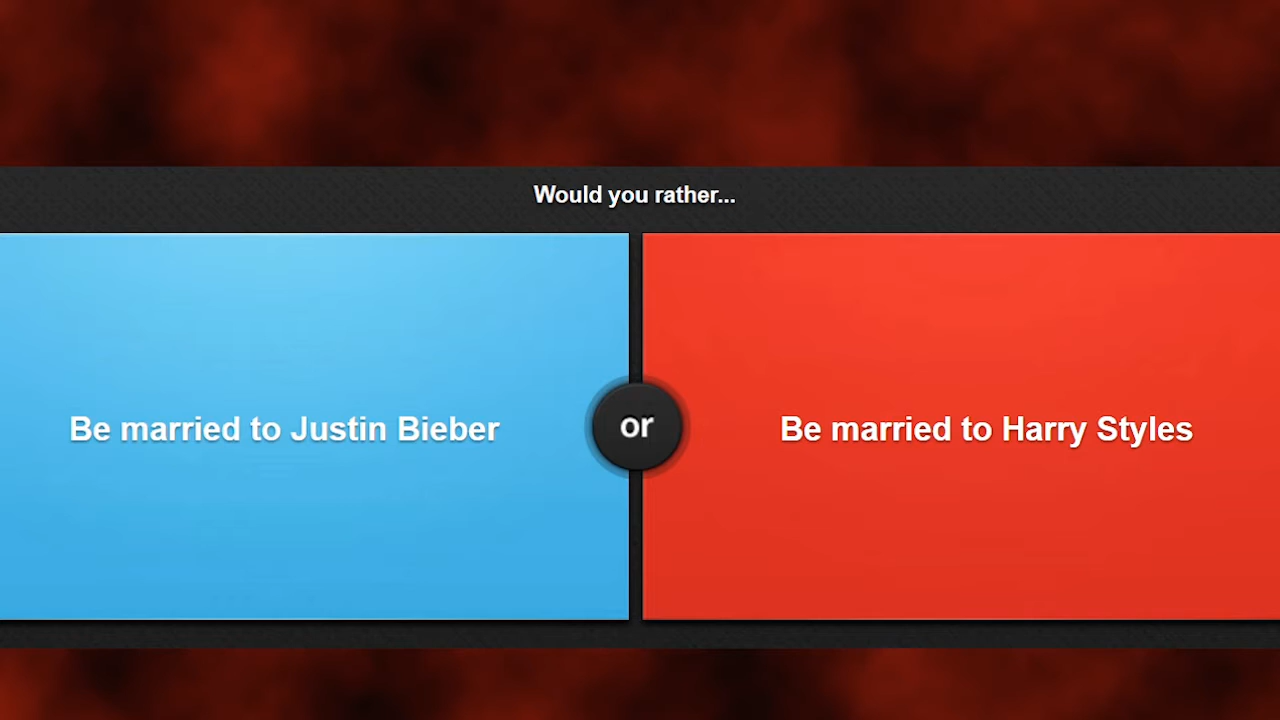 Would you rather...
Be married to Justin Bieber
or
Be married to Harry Styles